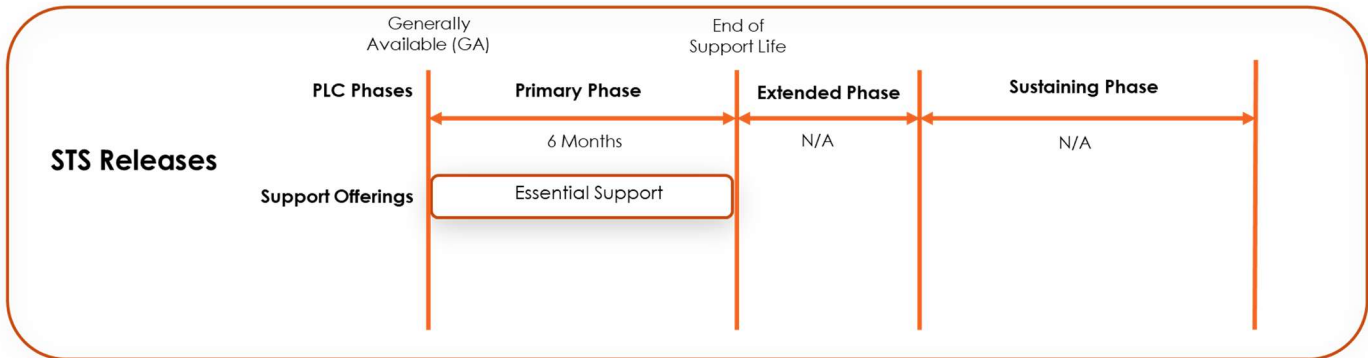 Generally
Available (GA)
End of
Support Life
PLC Phases
Primary Phase
Extended Phase
Sustaining Phase
6 Months
N/A
N/A
STS Releases
Support Offerings
Essential Support